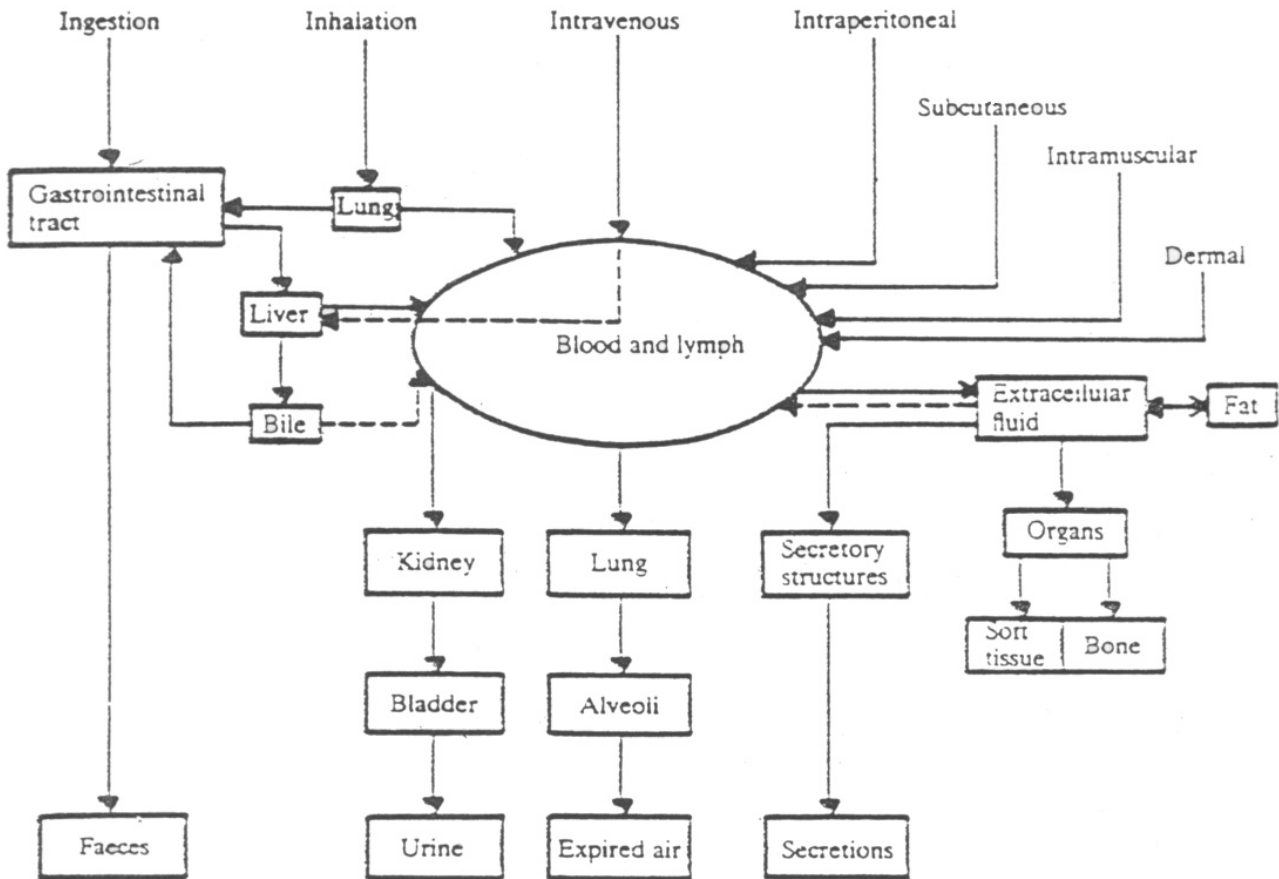 Ingestion
Inhalation
Intravenous
Intraperitoneal
Subcutaneous
Intramuscular
Dermal
Gastrointestinal
tract
Lung
Liver
Bile
Blood and lymph
Extracellular
fluid
Fat
Kidney
Lung
Secretory
structures
Organs
Soft
tissue
Bone
Bladder
Alveoli
Faeces
Urine
Expired air
Secretions